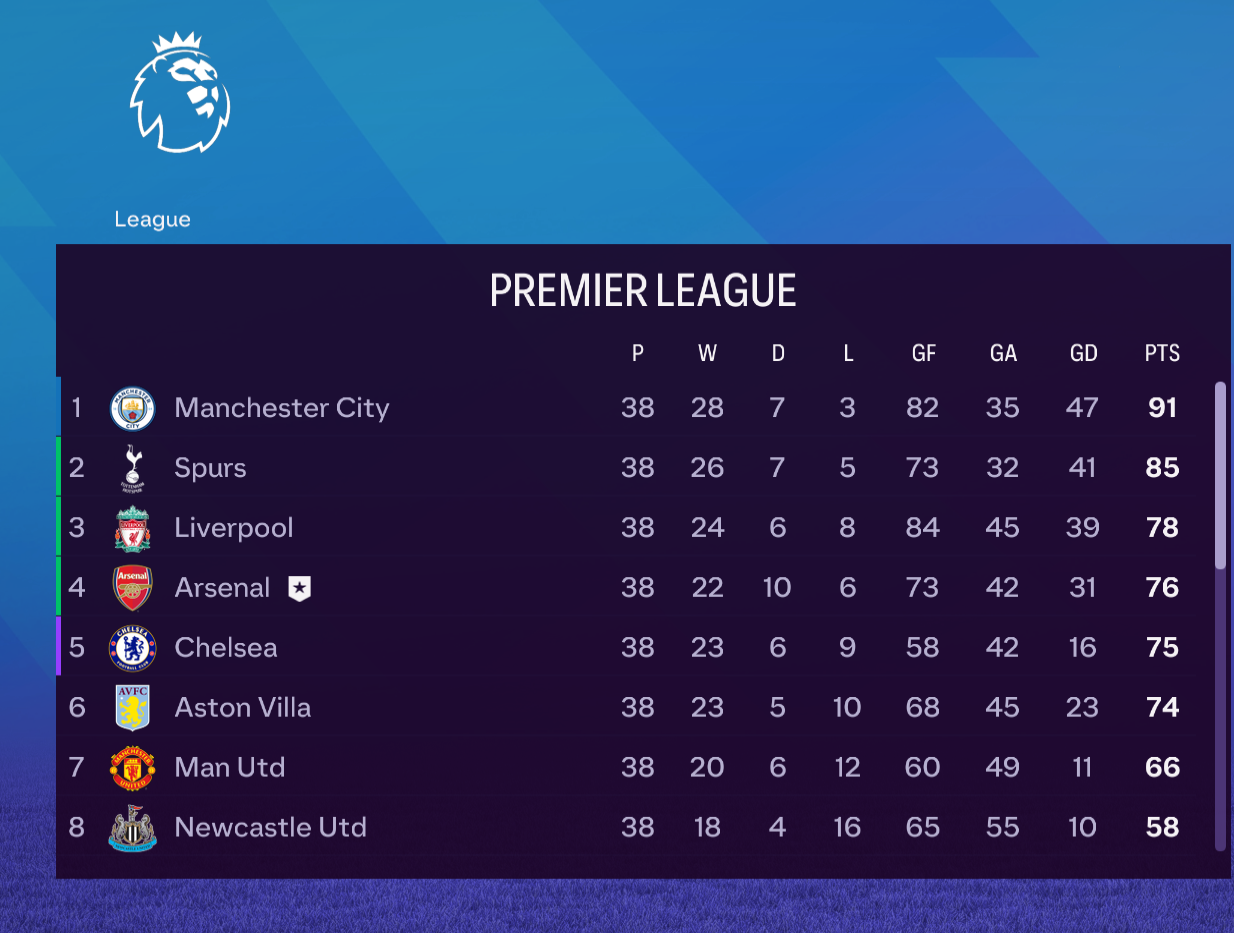 League
PREMIER LEAGUE
P W D L GF GA GD PTS
1 Manchester City 38 28 7 3 82 35 47 91
2 Spurs 38 26 7 5 73 32 41 85
3 Liverpool 38 24 6 8 84 45 39 78
4 Arsenal 38 22 10 6 73 42 31 76
5 Chelsea 38 23 6 9 58 42 16 75
6 AVFC Aston Villa 38 23 5 10 68 45 23 74
7 Man Utd 38 20 6 12 60 49 11 66
8 Newcastle Utd 38 18 4 16 65 55 10 58